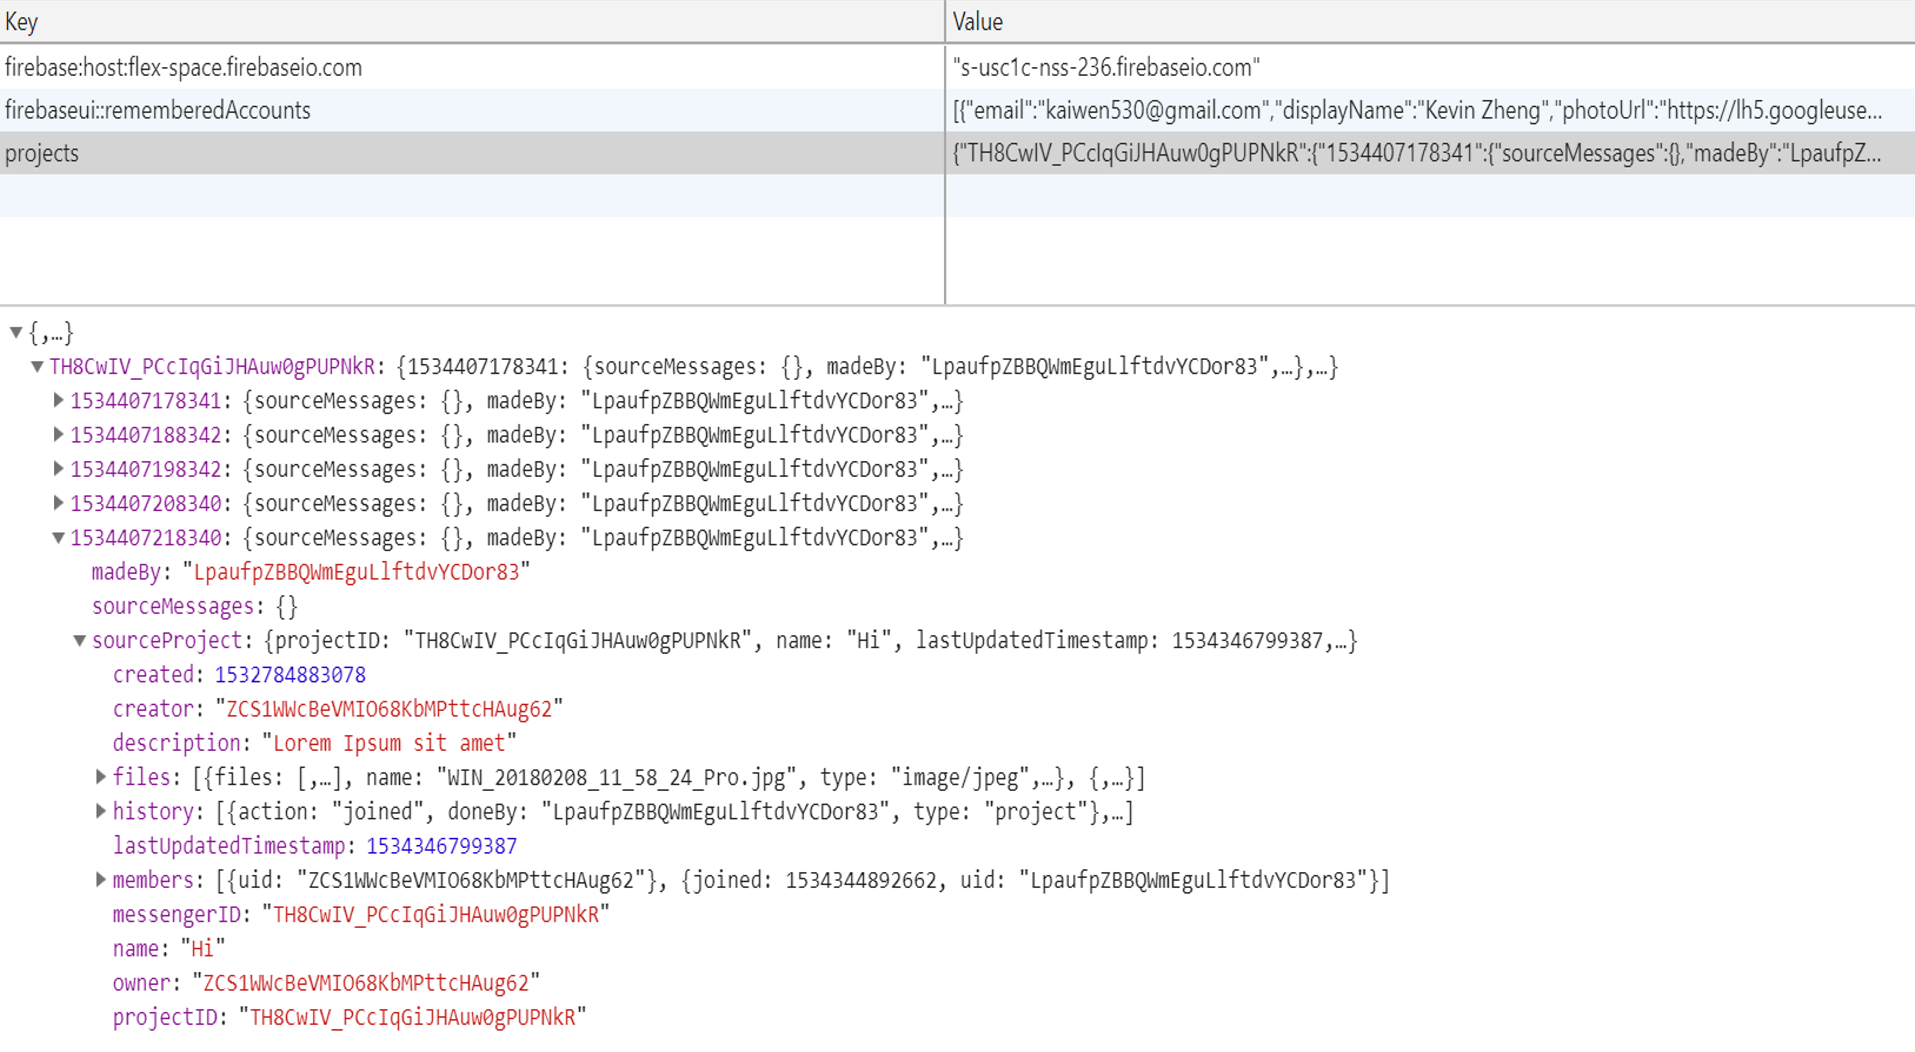 Key Value
firebase:host:flex-space.firebaseio.com "s-usc1c-nss-236.firebaseio.com"
firebaseui::rememberedAccounts [{"email":"kaiwen530@gmail.com","displayName":"Kevin Zheng","photoUrl":"https://lh5.googleuse...
projects {"TH8CwIV_PCcIqGiJHAuw0gPUPNkR":{"1534407178341":{"sourceMessages":{},"madeBy":"LpaufpZ...
{,…}
TH8CwIV_PCcIqGiJHAuw0gPUPNkR: {1534407178341: {sourceMessages: {}, madeBy: "LpaufpZBBQWmEguLlftdvYCDor83",…},…}
1534407178341: {sourceMessages: {}, madeBy: "LpaufpZBBQWmEguLlftdvYCDor83",…}
1534407188342: {sourceMessages: {}, madeBy: "LpaufpZBBQWmEguLlftdvYCDor83",…}
1534407198342: {sourceMessages: {}, madeBy: "LpaufpZBBQWmEguLlftdvYCDor83",…}
1534407208340: {sourceMessages: {}, madeBy: "LpaufpZBBQWmEguLlftdvYCDor83",…}
1534407218340: {sourceMessages: {}, madeBy: "LpaufpZBBQWmEguLlftdvYCDor83",…}
madeBy: "LpaufpZBBQWmEguLlftdvYCDor83"
sourceMessages: {}
sourceProject: {projectID: "TH8CwIV_PCcIqGiJHAuw0gPUPNkR", name: "Hi", lastUpdatedTimestamp: 1534346799387,…}
created: 1532784883078
creator: "ZCS1WWcBeVMIO68KbMPttcHAug62"
description: "Lorem Ipsum sit amet"
files: [{files: [,…], name: "WIN_20180208_11_58_24_Pro.jpg", type: "image/jpeg",…}, {,…}]
history: [{action: "joined", doneBy: "LpaufpZBBQWmEguLlftdvYCDor83", type: "project"},…]
lastUpdatedTimestamp: 1534346799387
members: [{uid: "ZCS1WWcBeVMIO68KbMPttcHAug62"}, {joined: 1534344892662, uid: "LpaufpZBBQWmEguLlftdvYCDor83"}]
messengerID: "TH8CwIV_PCcIqGiJHAuw0gPUPNkR"
name: "Hi"
owner: "ZCS1WWcBeVMIO68KbMPttcHAug62"
projectID: "TH8CwIV_PCcIqGiJHAuw0gPUPNkR"